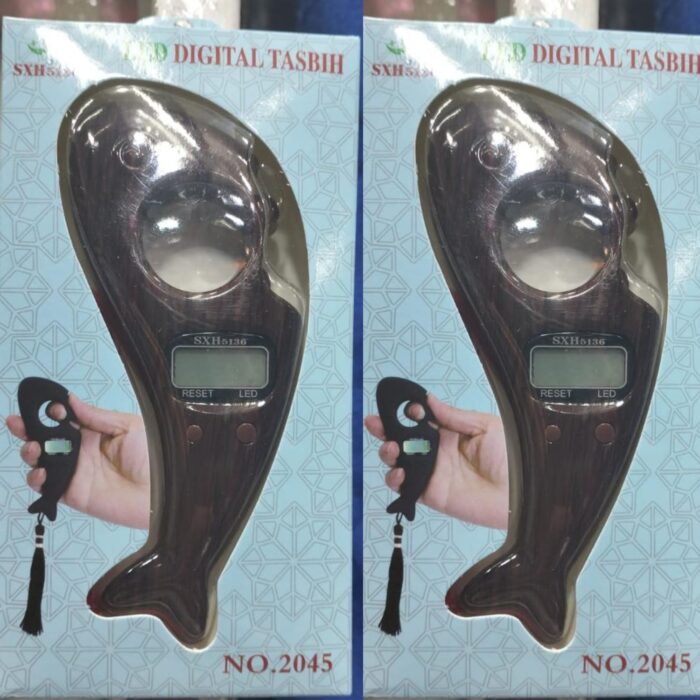 LED DIGITAL TASBIH
SXH5136
SXH5136
RESET LED
NO.2045
LED DIGITAL TASBIH
SXH5136
SXH5136
RESET LED
NO.2045